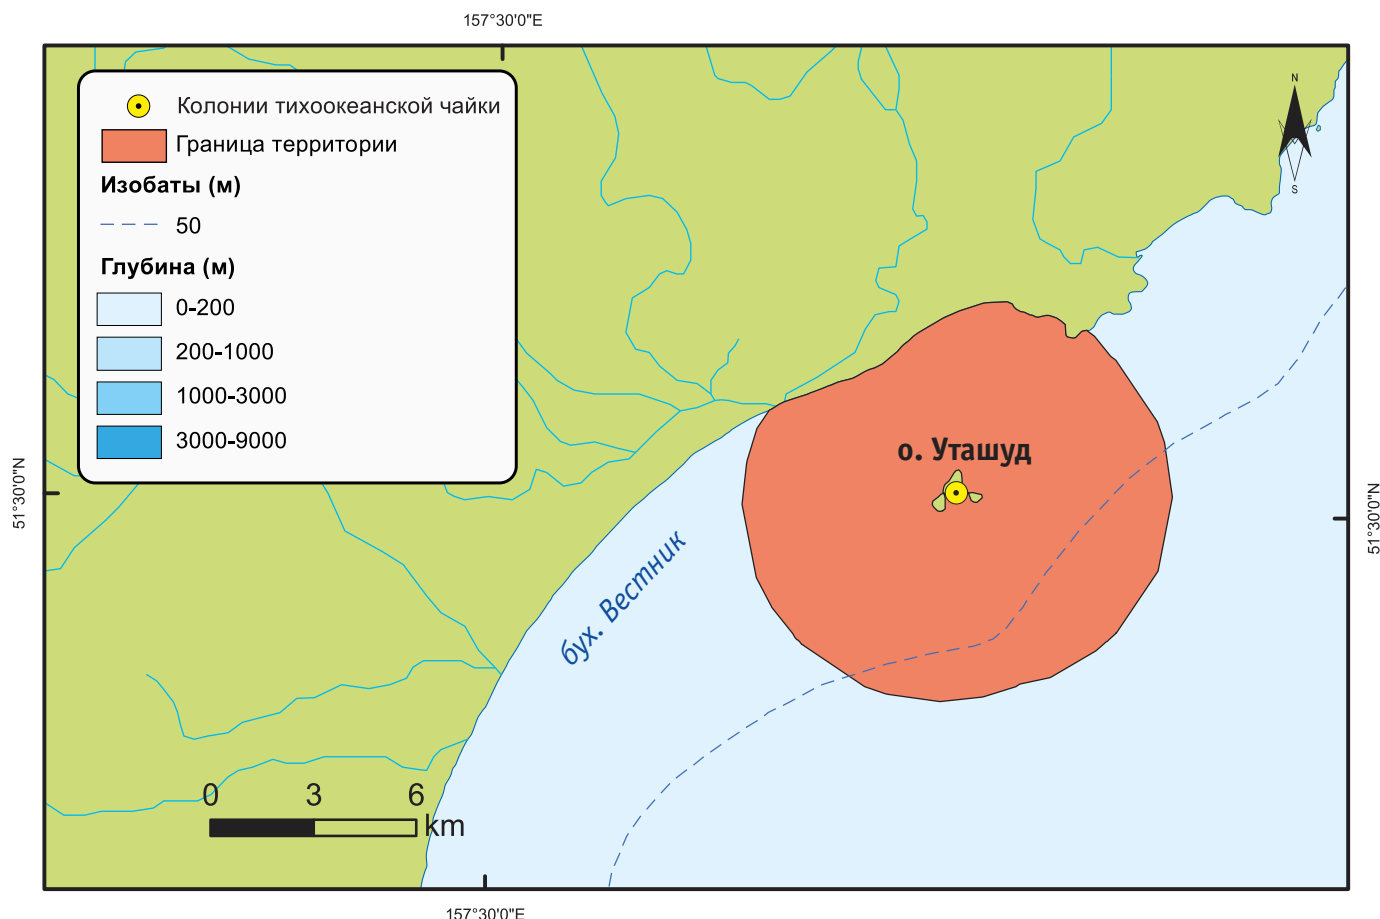 157°30'0"E
N
S
Колонии тихоокеанской чайки
Граница территории
Изобаты (м)
50
Глубина (м)
0-200
200-1000
1000-3000
3000-9000
о. Уташуд
51°30'0"N
51°30'0"N
бух. Вестник
0 3 6
km
157°30'0"E